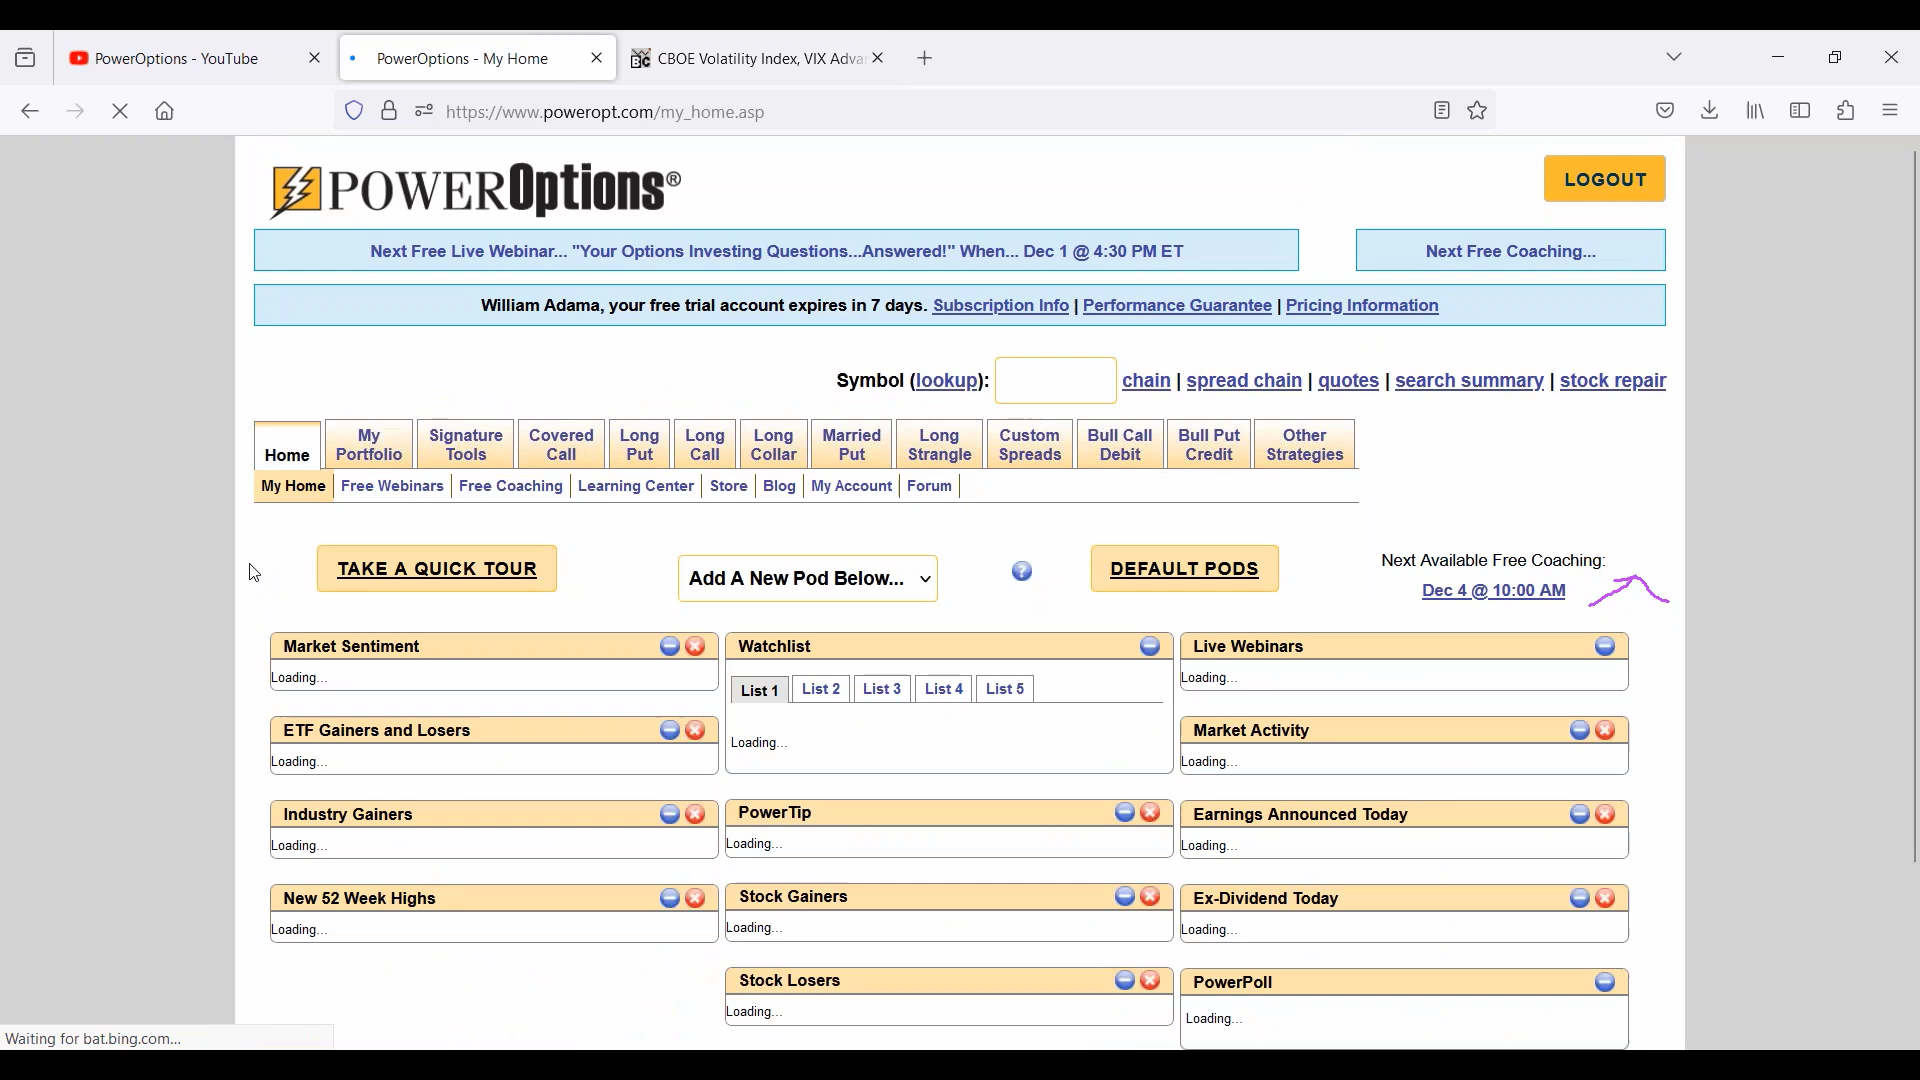 PowerOptions - YouTube
PowerOptions - My Home
CBOE Volatility Index, VIX Adva
https://www.poweropt.com/my_home.asp
POWEROptions®
LOGOUT
Next Free Live Webinar... "Your Options Investing Questions...Answered!" When... Dec 1 @ 4:30 PM ET
Next Free Coaching...
William Adama, your free trial account expires in 7 days. Subscription Info | Performance Guarantee | Pricing Information
Symbol (lookup): chain | spread chain | quotes | search summary | stock repair
Home
My Portfolio
Signature Tools
Covered Call
Long Put
Long Call
Long Collar
Married Put
Long Strangle
Custom Spreads
Bull Call Debit
Bull Put Credit
Other Strategies
My Home | Free Webinars | Free Coaching | Learning Center | Store | Blog | My Account | Forum |
TAKE A QUICK TOUR
Add A New Pod Below...
?
DEFAULT PODS
Next Available Free Coaching:
Dec 4 @ 10:00 AM
Market Sentiment
Loading...
ETF Gainers and Losers
Loading...
Industry Gainers
Loading...
New 52 Week Highs
Loading...
Watchlist
List 1 List 2 List 3 List 4 List 5
Loading...
PowerTip
Loading...
Stock Gainers
Loading...
Stock Losers
Loading...
Live Webinars
Loading...
Market Activity
Loading...
Earnings Announced Today
Loading...
Ex-Dividend Today
Loading...
PowerPoll
Loading...
Waiting for bat.bing.com...